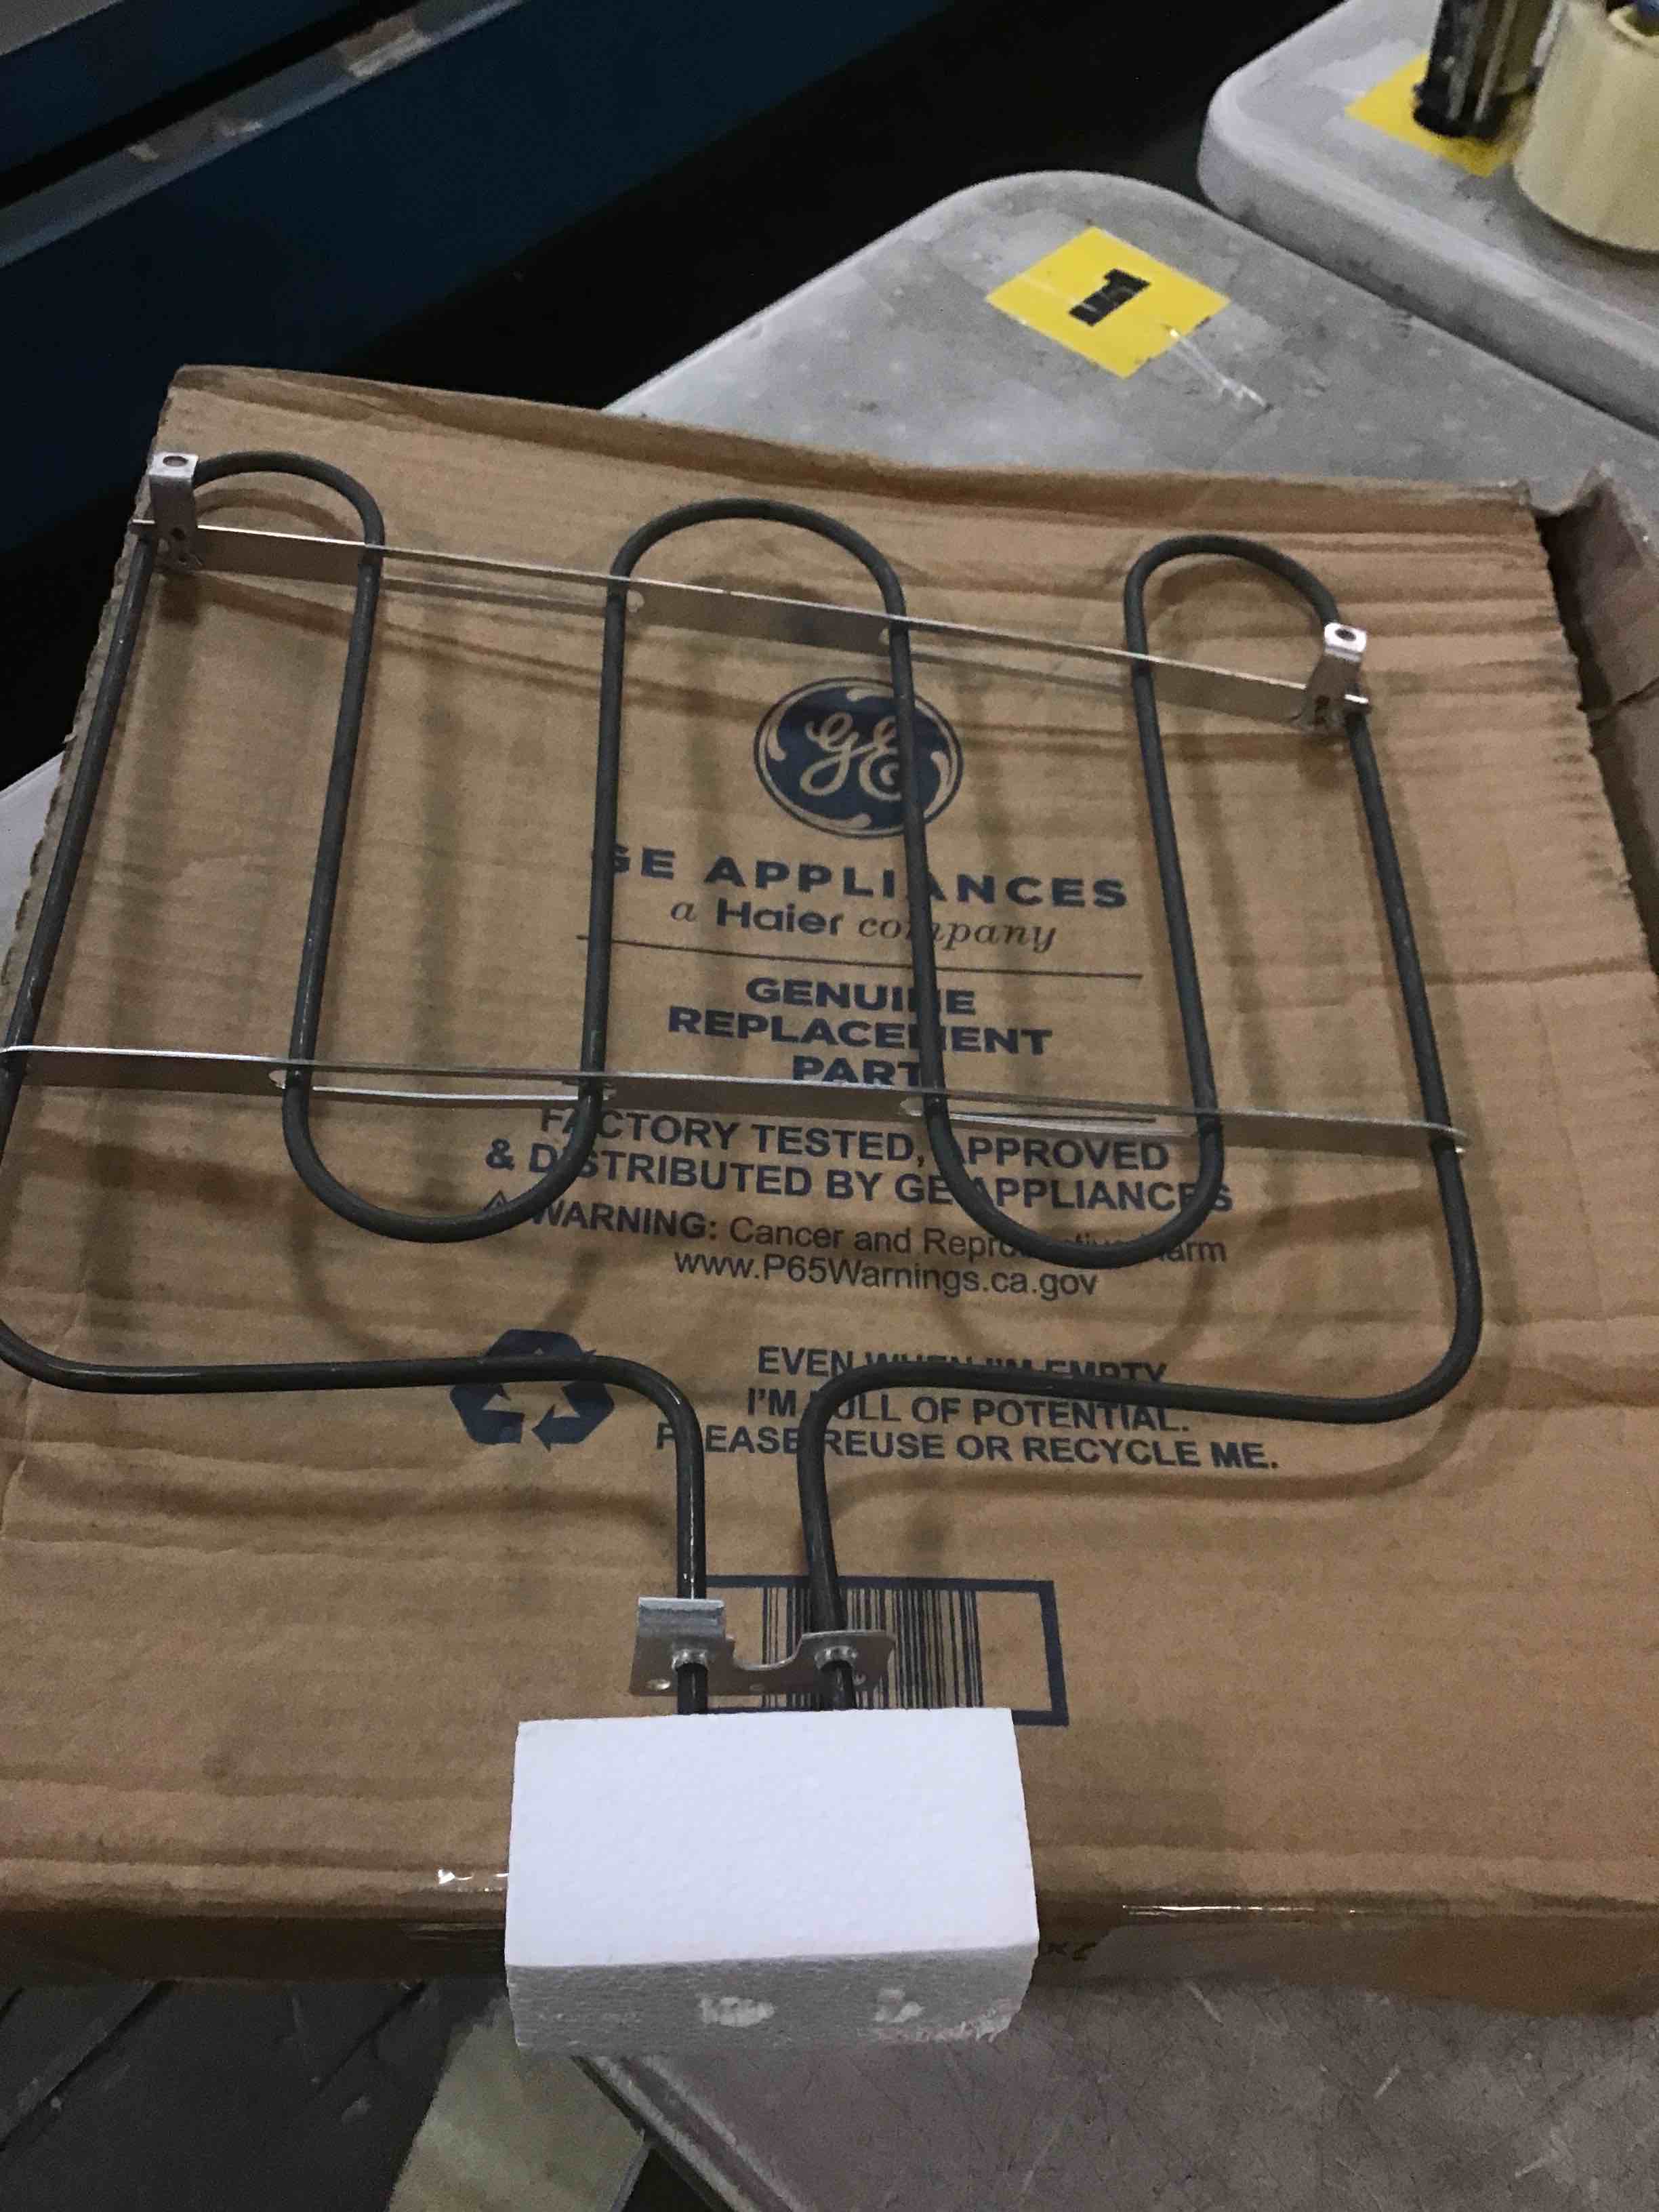 1
GE
GE APPLIANCES
a Haier company
GENUINE
REPLACEMENT
PART
FACTORY TESTED, APPROVED
& DISTRIBUTED BY GE APPLIANCES
⚠ WARNING: Cancer and Reproductive Harm
www.P65Warnings.ca.gov
EVEN WHEN I'M EMPTY
I'M FULL OF POTENTIAL.
PLEASE REUSE OR RECYCLE ME.